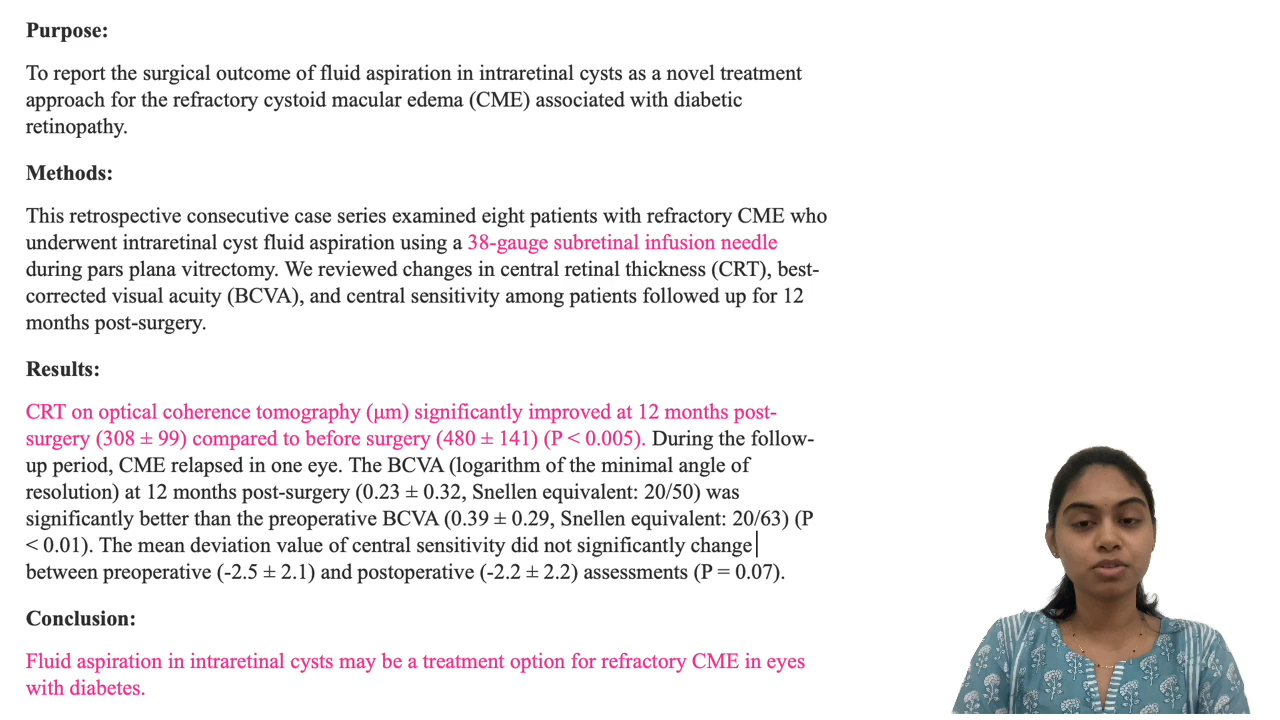 Purpose:
To report the surgical outcome of fluid aspiration in intraretinal cysts as a novel treatment
approach for the refractory cystoid macular edema (CME) associated with diabetic
retinopathy.
Methods:
This retrospective consecutive case series examined eight patients with refractory CME who
underwent intraretinal cyst fluid aspiration using a 38-gauge subretinal infusion needle
during pars plana vitrectomy. We reviewed changes in central retinal thickness (CRT), best-
corrected visual acuity (BCVA), and central sensitivity among patients followed up for 12
months post-surgery.
Results:
CRT on optical coherence tomography (μm) significantly improved at 12 months post-
surgery (308 ± 99) compared to before surgery (480 ± 141) (P < 0.005). During the follow-
up period, CME relapsed in one eye. The BCVA (logarithm of the minimal angle of
resolution) at 12 months post-surgery (0.23 ± 0.32, Snellen equivalent: 20/50) was
significantly better than the preoperative BCVA (0.39 ± 0.29, Snellen equivalent: 20/63) (P
< 0.01). The mean deviation value of central sensitivity did not significantly change
between preoperative (-2.5 ± 2.1) and postoperative (-2.2 ± 2.2) assessments (P = 0.07).
Conclusion:
Fluid aspiration in intraretinal cysts may be a treatment option for refractory CME in eyes
with diabetes.